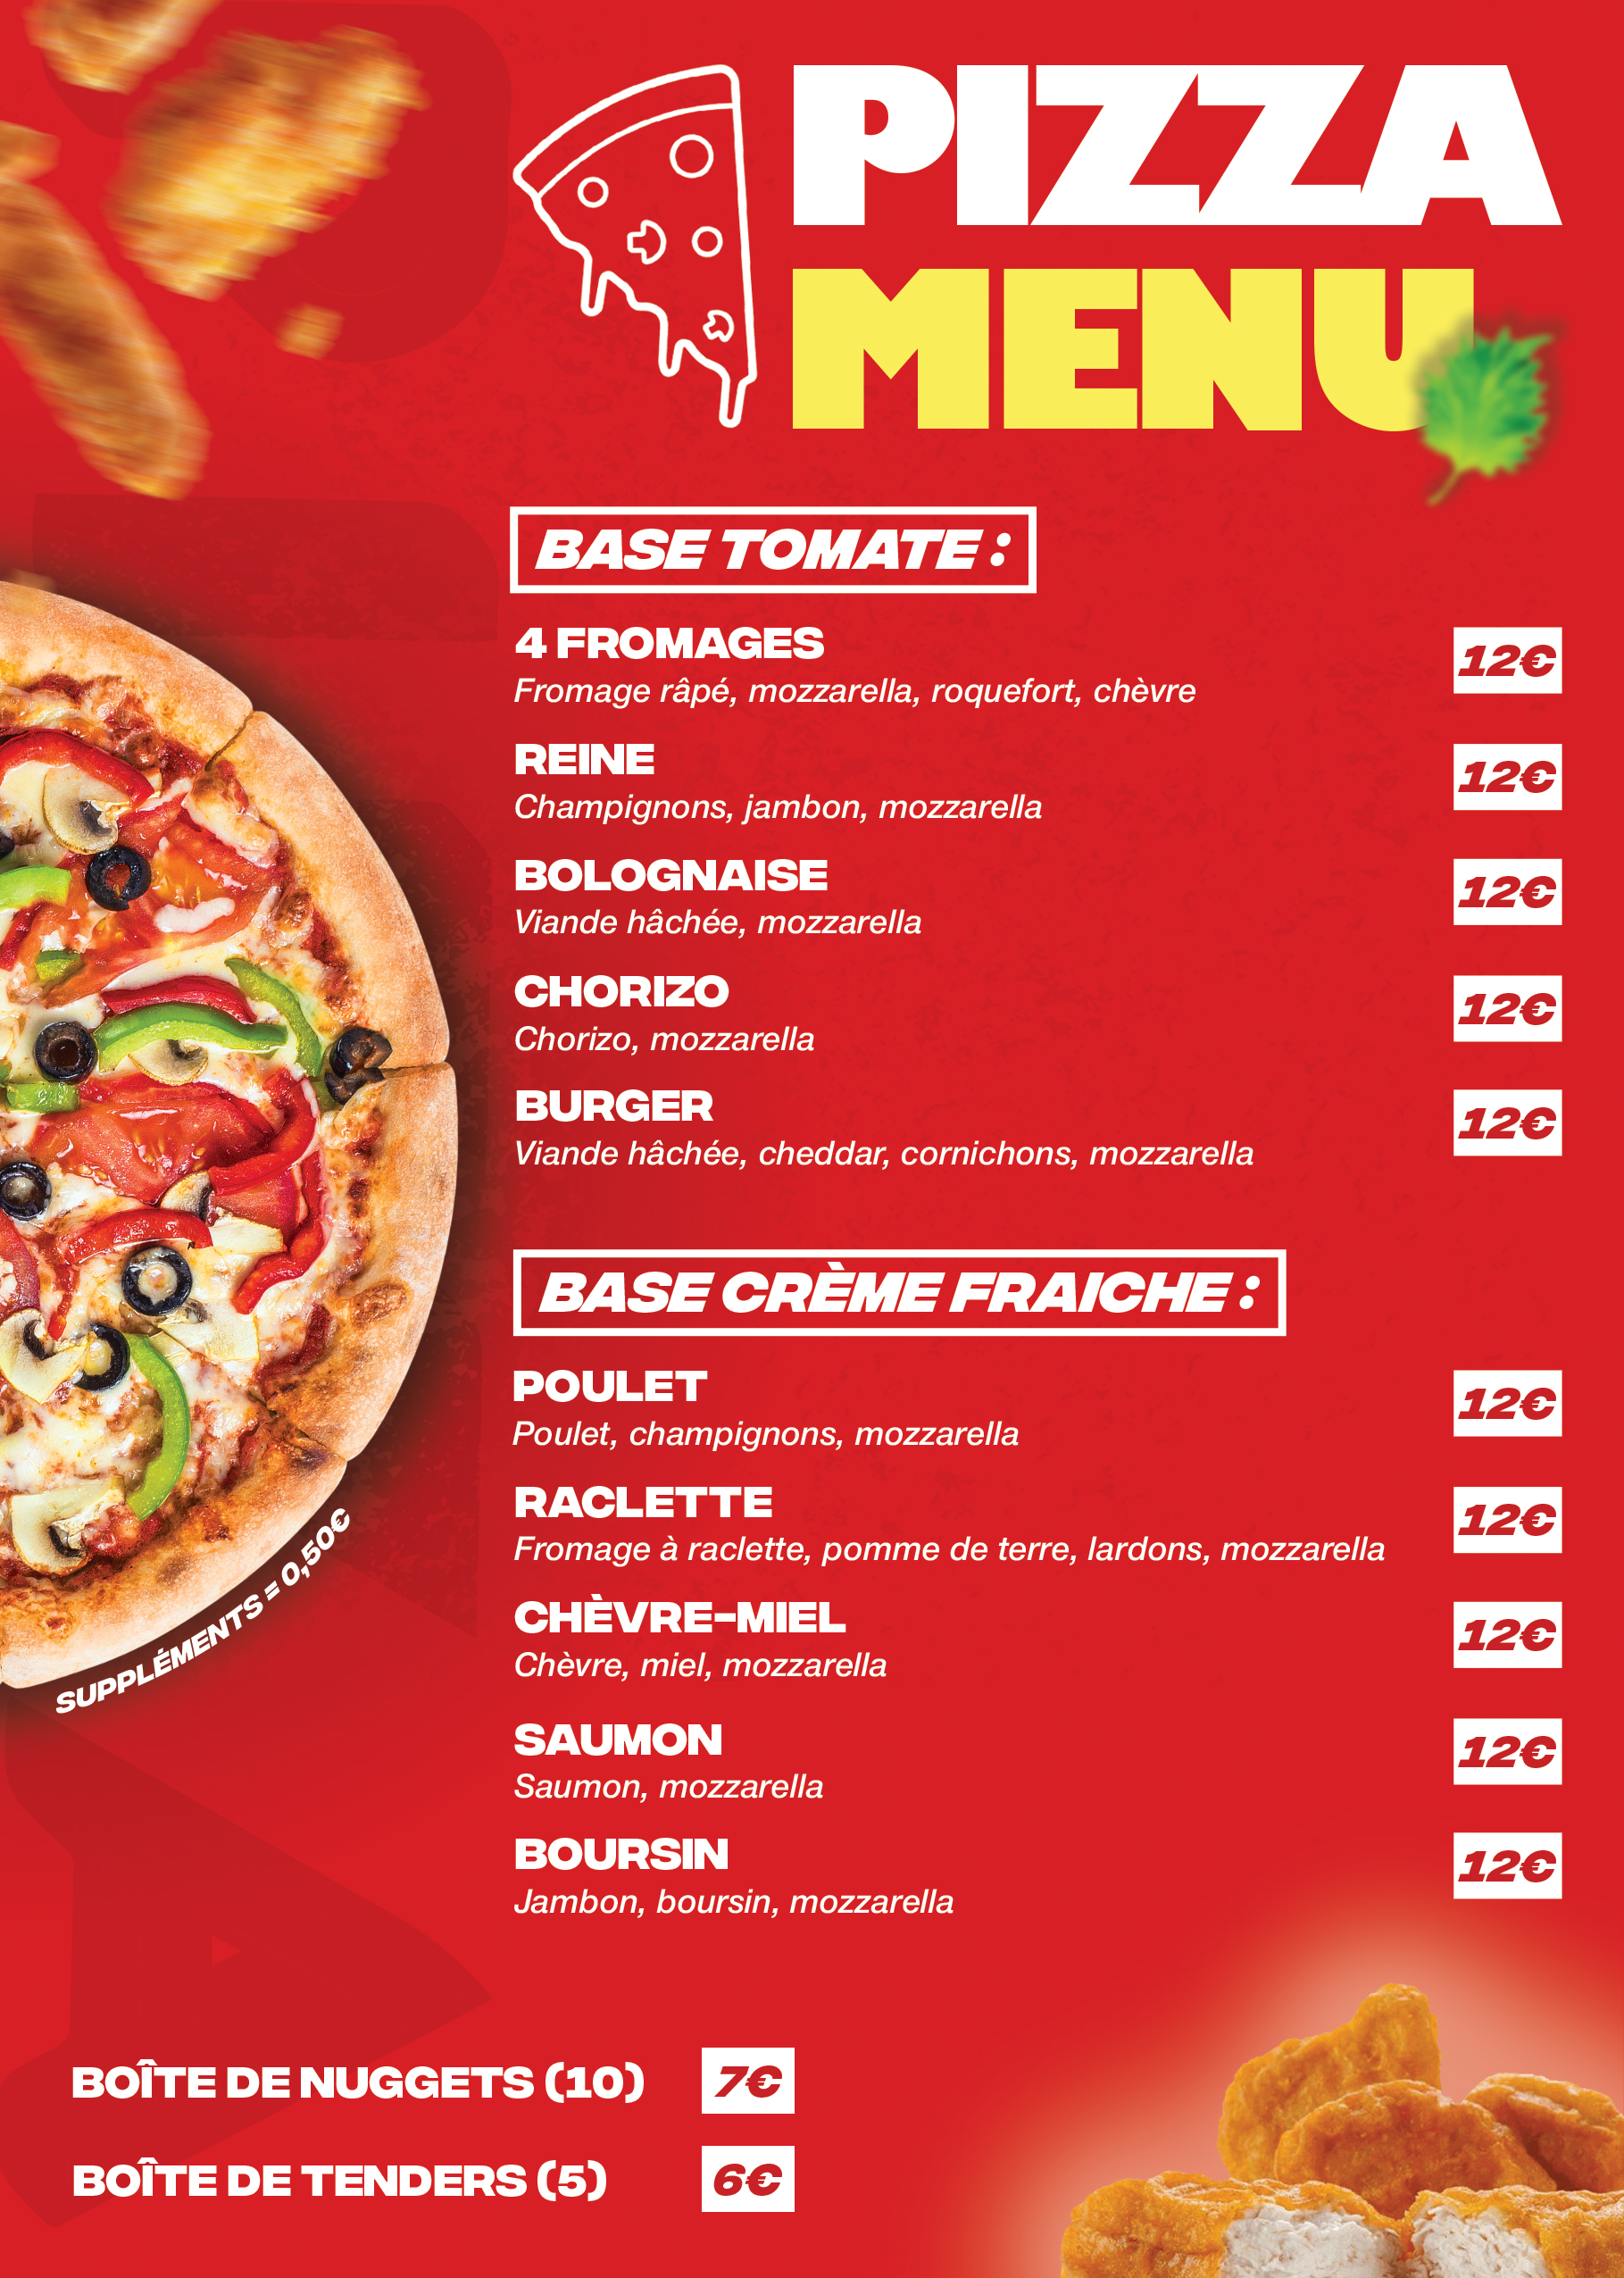 PIZZA
MENU
BASE TOMATE :
4 FROMAGES
12€
Fromage râpé, mozzarella, roquefort, chèvre
REINE
12€
Champignons, jambon, mozzarella
BOLOGNAISE
12€
Viande hâchée, mozzarella
CHORIZO
12€
Chorizo, mozzarella
BURGER
12€
Viande hâchée, cheddar, cornichons, mozzarella
BASE CRÈME FRAICHE :
POULET
12€
Poulet, champignons, mozzarella
RACLETTE
12€
Fromage à raclette, pomme de terre, lardons, mozzarella
CHÈVRE-MIEL
12€
Chèvre, miel, mozzarella
SUPPLÉMENTS = 0,50€
SAUMON
12€
Saumon, mozzarella
BOURSIN
12€
Jambon, boursin, mozzarella
BOÎTE DE NUGGETS (10) 7€
BOÎTE DE TENDERS (5) 6€